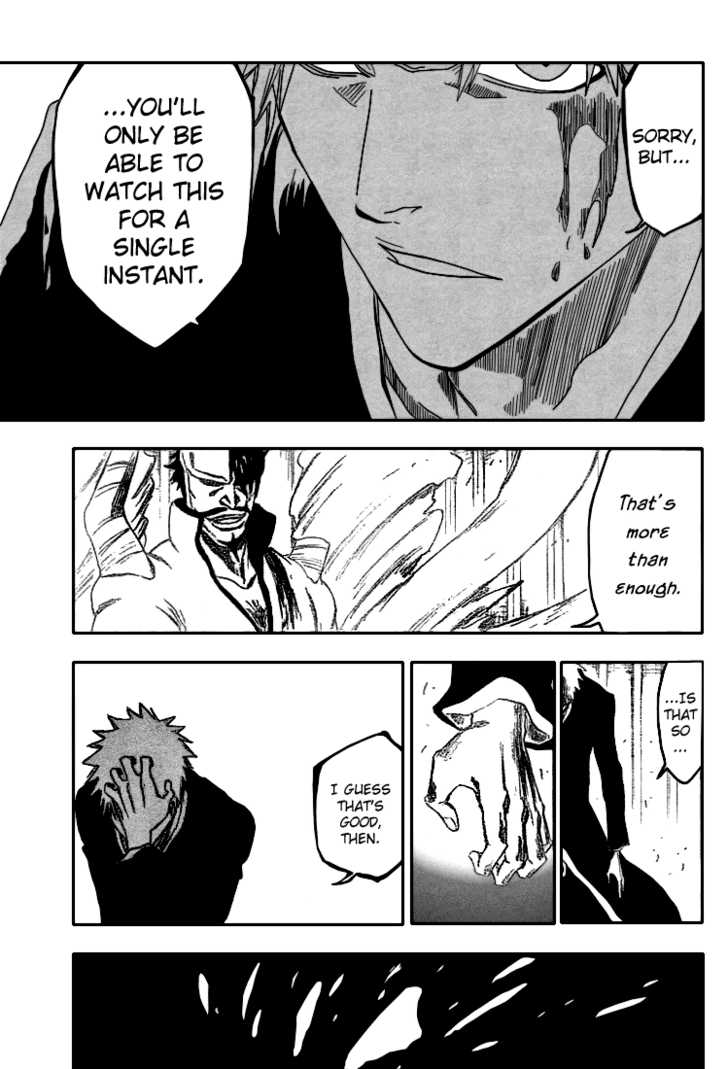 SORRY,
BUT...
...YOU'LL
ONLY BE
ABLE TO
WATCH THIS
FOR A
SINGLE
INSTANT.
That's
more
than
enough.
...IS
THAT
SO
...
I GUESS
THAT'S
GOOD,
THEN.